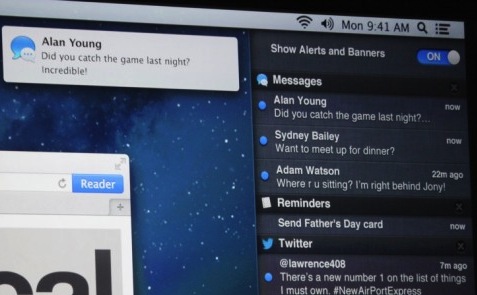 Mon 9:41 AM
Alan Young
Did you catch the game last night?
Incredible!
Show Alerts and Banners
ON
Messages
Alan Young
now
Did you catch the game last night?...
Sydney Bailey
now
Want to meet up for dinner?
Adam Watson
22m ago
Where r u sitting? I'm right behind Jony!
Reminders
Send Father's Day card
now
Twitter
@lawrence408
7m ago
There's a new number 1 on the list of things
I must own. #NewAirPortExpress
Reader